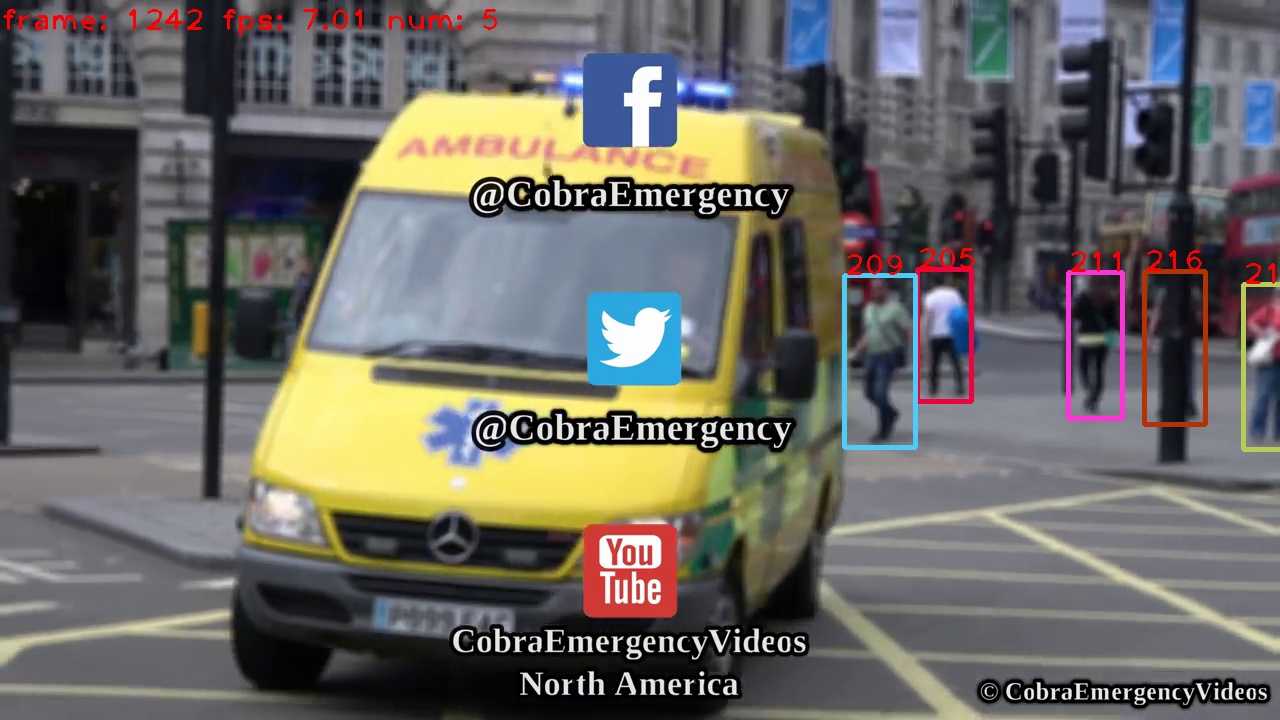 frame: 1242 fps: 7.01 num: 5
AMBULANCE
@CobraEmergency
209
205
211
216
@CobraEmergency
You
Tube
CobraEmergencyVideos
North America
© CobraEmergencyVideos